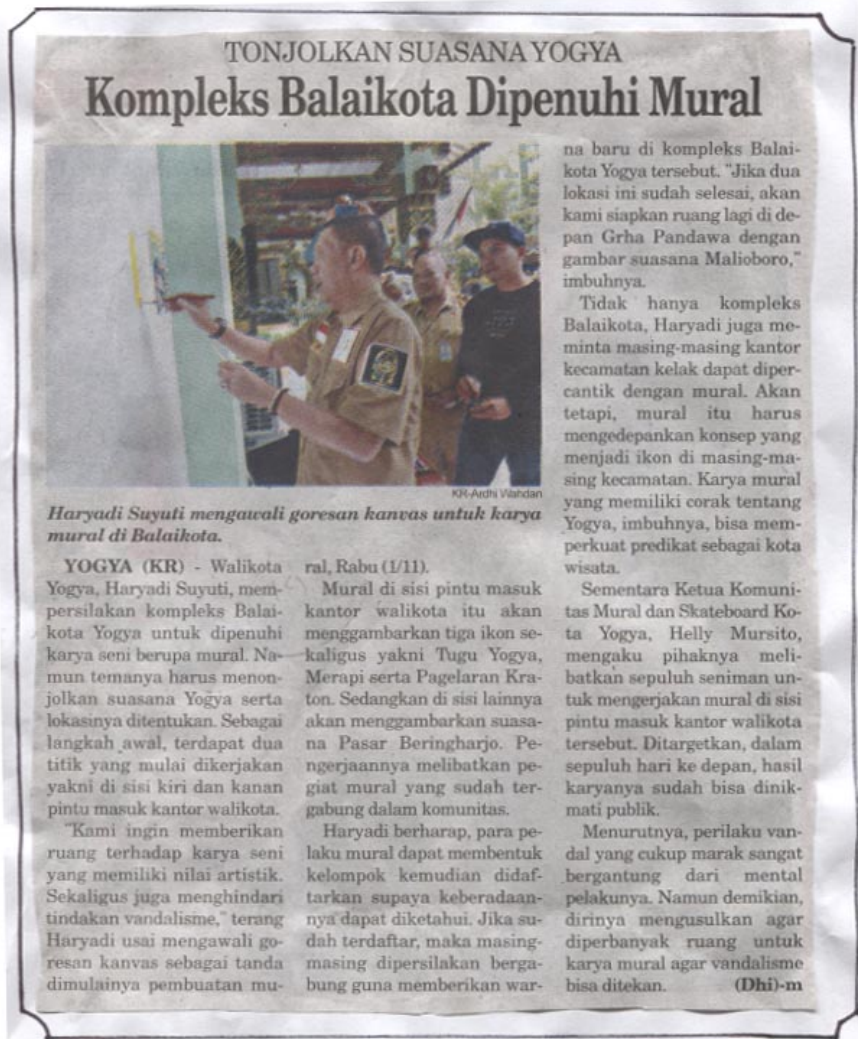 TONJOLKAN SUASANA YOGYA
Kompleks Balaikota Dipenuhi Mural
KR-Ardhi Wahdan
Haryadi Suyuti mengawali goresan kanvas untuk karya
mural di Balaikota.
YOGYA (KR) - Walikota
Yogya, Haryadi Suyuti, mem-
persilakan kompleks Balai-
kota Yogya untuk dipenuhi
karya seni berupa mural. Na-
mun temanya harus menon-
jolkan suasana Yogya serta
lokasinya ditentukan. Sebagai
langkah awal, terdapat dua
titik yang mulai dikerjakan
yakni di sisi kiri dan kanan
pintu masuk kantor walikota.
"Kami ingin memberikan
ruang terhadap karya seni
yang memiliki nilai artistik.
Sekaligus juga menghindari
tindakan vandalisme," terang
Haryadi usai mengawali go-
resan kanvas sebagai tanda
dimulainya pembuatan mu-
ral, Rabu (1/11).
Mural di sisi pintu masuk
kantor walikota itu akan
menggambarkan tiga ikon se-
kaligus yakni Tugu Yogya,
Merapi serta Pagelaran Kra-
ton. Sedangkan di sisi lainnya
akan menggambarkan suasa-
na Pasar Beringharjo. Pe-
ngerjaannya melibatkan pe-
giat mural yang sudah ter-
gabung dalam komunitas.
Haryadi berharap, para pe-
laku mural dapat membentuk
kelompok kemudian didaf-
tarkan supaya keberadaan-
nya dapat diketahui. Jika su-
dah terdaftar, maka masing-
masing dipersilakan berga-
bung guna memberikan war-
na baru di kompleks Balai-
kota Yogya tersebut. "Jika dua
lokasi ini sudah selesai, akan
kami siapkan ruang lagi di de-
pan Grha Pandawa dengan
gambar suasana Malioboro,"
imbuhnya.
Tidak hanya kompleks
Balaikota, Haryadi juga me-
minta masing-masing kantor
kecamatan kelak dapat diper-
cantik dengan mural. Akan
tetapi, mural itu harus
mengedepankan konsep yang
menjadi ikon di masing-ma-
sing kecamatan. Karya mural
yang memiliki corak tentang
Yogya, imbuhnya, bisa mem-
perkuat predikat sebagai kota
wisata.
Sementara Ketua Komuni-
tas Mural dan Skateboard Ko-
ta Yogya, Helly Mursito,
mengaku pihaknya meli-
batkan sepuluh seniman un-
tuk mengerjakan mural di sisi
pintu masuk kantor walikota
tersebut. Ditargetkan, dalam
sepuluh hari ke depan, hasil
karyanya sudah bisa dinik-
mati publik.
Menurutnya, perilaku van-
dal yang cukup marak sangat
bergantung dari mental
pelakunya. Namun demikian,
dirinya mengusulkan agar
diperbanyak ruang untuk
karya mural agar vandalisme
bisa ditekan. (Dhi)-m